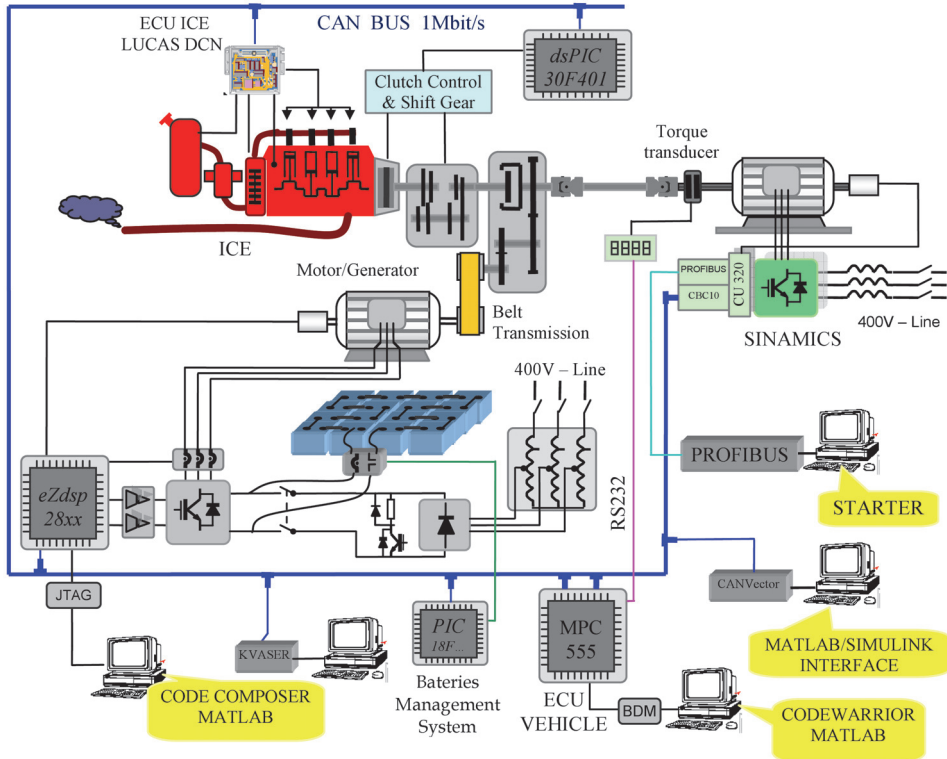 CAN BUS 1Mbit/s
ECU ICE
LUCAS DCN
dsPIC
30F401
Clutch Control
& Shift Gear
Torque
transducer
ICE
PROFIBUS
CBC10
CU 320
Motor/Generator
Belt
Transmission
400V – Line
SINAMICS
400V – Line
eZdsp
28xx
RS232
PROFIBUS
STARTER
JTAG
KVASER
PIC
18F...
MPC
555
CANVector
CODE COMPOSER
MATLAB
Bateries
Management
System
ECU
VEHICLE
BDM
MATLAB/SIMULINK
INTERFACE
CODEWARRIOR
MATLAB